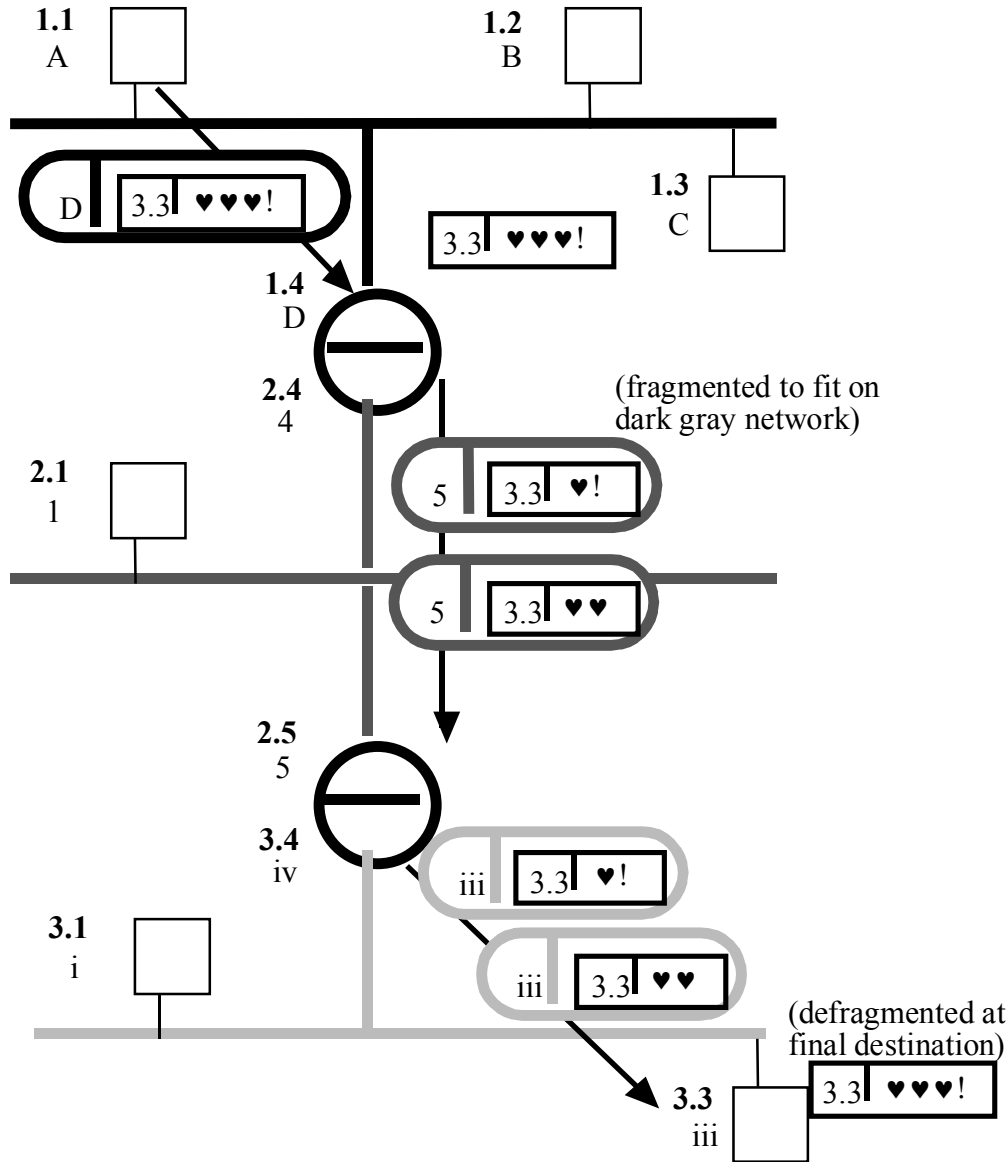 1.1
A
1.2
B
D 3.3 ♥♥♥!
1.3
C
3.3 ♥♥♥!
1.4
D
2.4
4
(fragmented to fit on
dark gray network)
2.1
1
5 3.3 ♥!
5 3.3 ♥♥
2.5
5
3.4
iv
iii 3.3 ♥!
3.1
i
iii 3.3 ♥♥
(defragmented at
final destination)
3.3 ♥♥♥!
3.3
iii